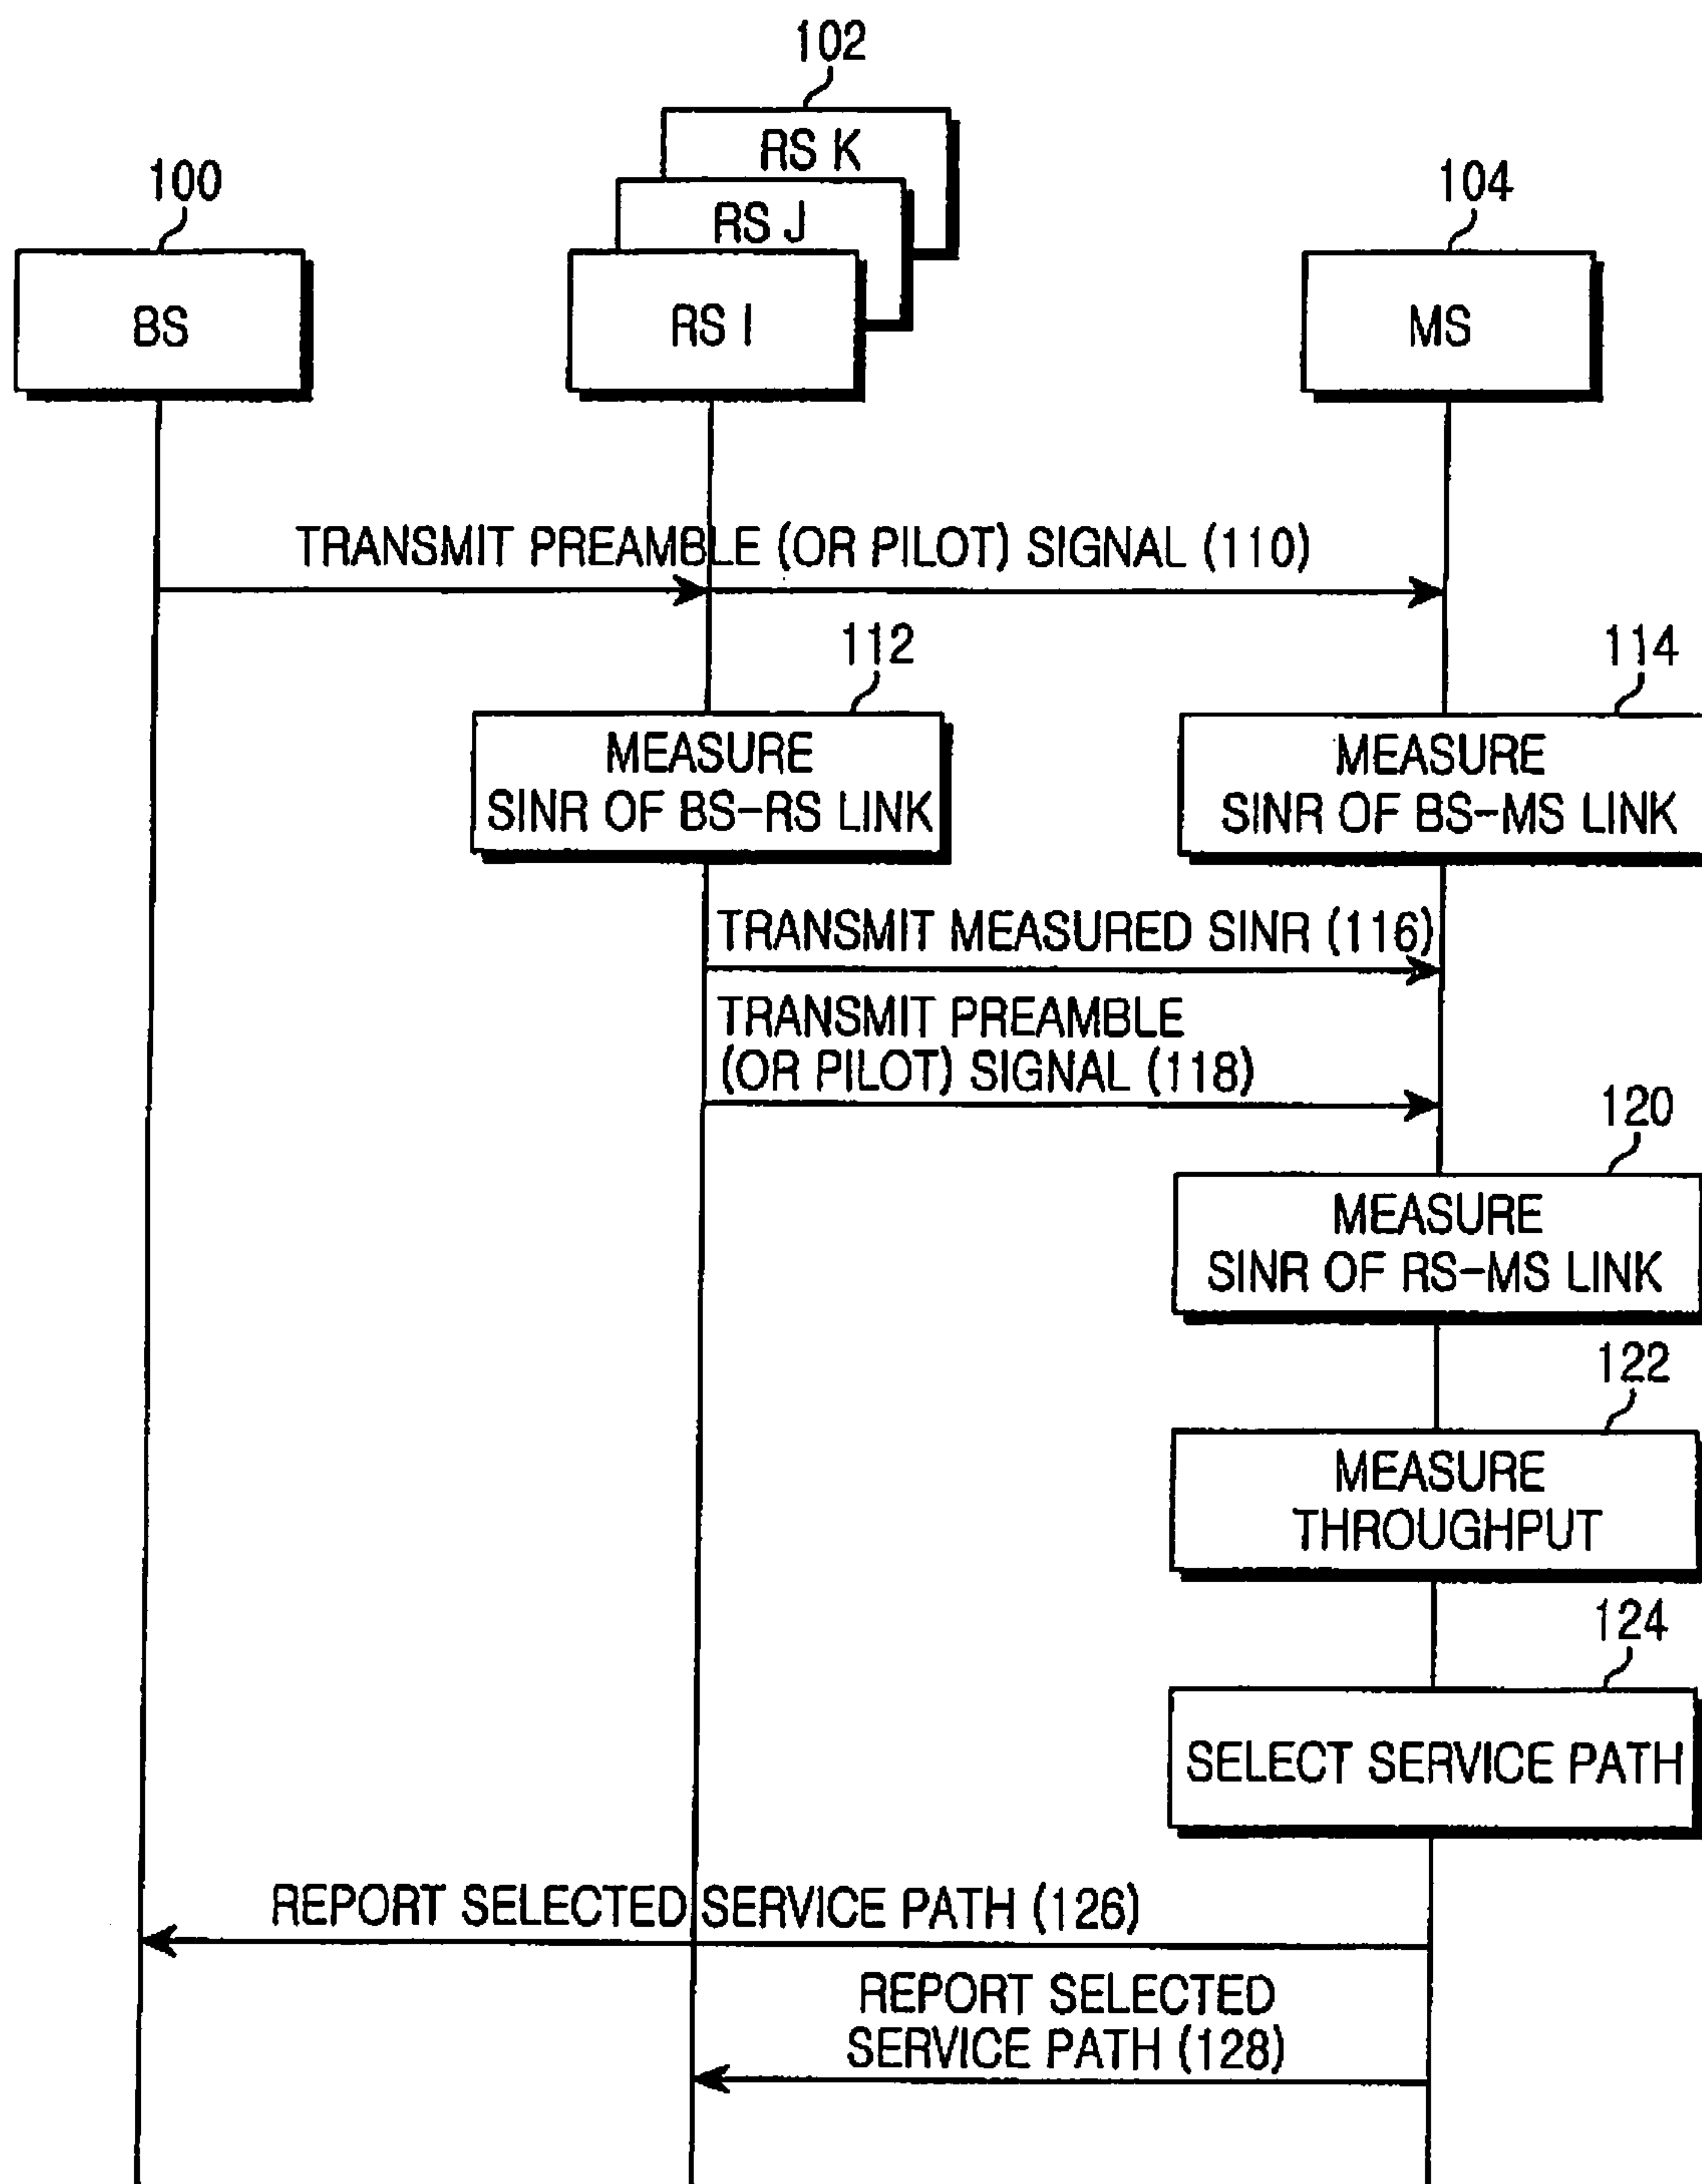 102
RS K
100
RS J
104
BS
RS I
MS
TRANSMIT PREAMBLE (OR PILOT) SIGNAL (110)
112
114
MEASURE
SINR OF BS-RS LINK
MEASURE
SINR OF BS-MS LINK
TRANSMIT MEASURED SINR (116)
TRANSMIT PREAMBLE
(OR PILOT) SIGNAL (118)
120
MEASURE
SINR OF RS-MS LINK
122
MEASURE
THROUGHPUT
124
SELECT SERVICE PATH
REPORT SELECTED SERVICE PATH (126)
REPORT SELECTED
SERVICE PATH (128)